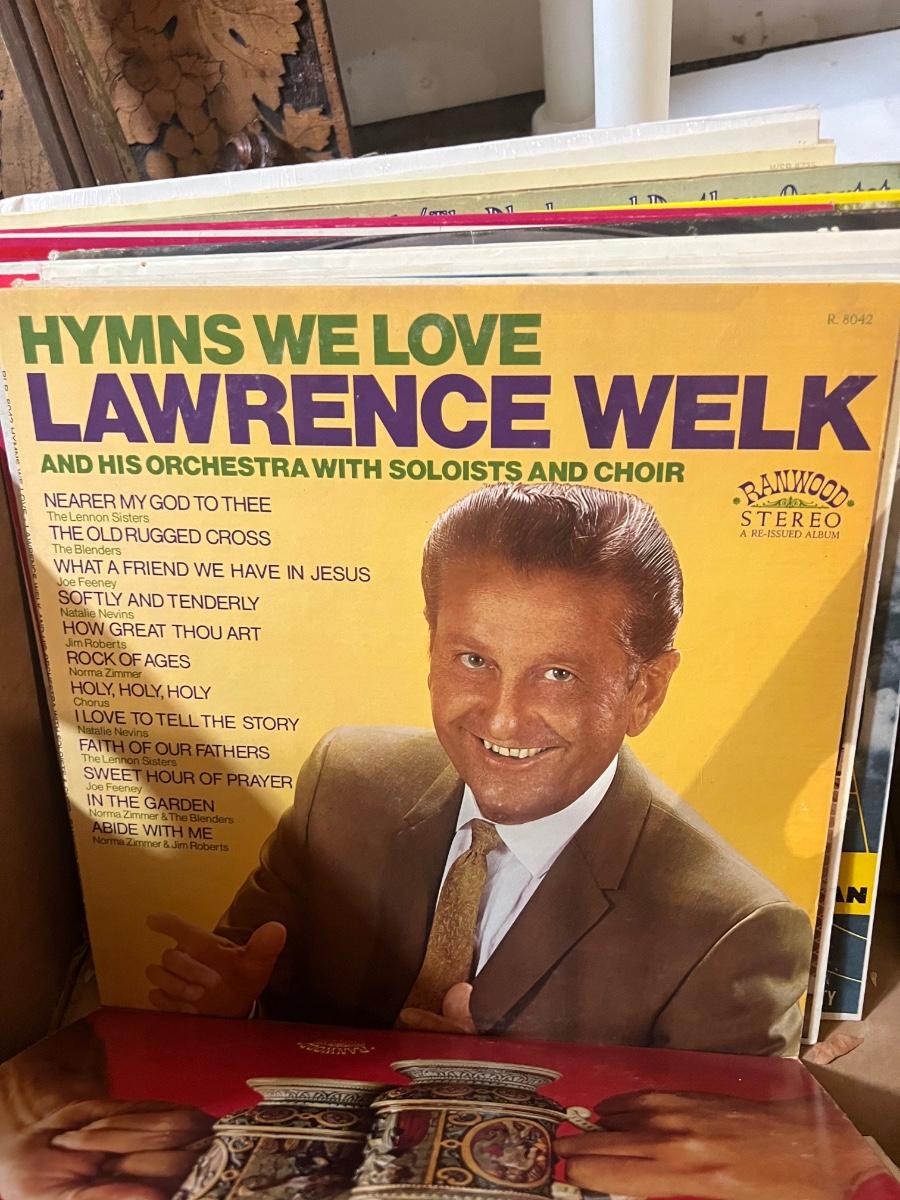 HYMNS WE LOVE
R. 8042
LAWRENCE WELK
AND HIS ORCHESTRA WITH SOLOISTS AND CHOIR
RANWOOD
STEREO
A RE-ISSUED ALBUM
NEARER MY GOD TO THEE
The Lennon Sisters
THE OLD RUGGED CROSS
The Blenders
WHAT A FRIEND WE HAVE IN JESUS
Joe Feeney
SOFTLY AND TENDERLY
Natalie Nevins
HOW GREAT THOU ART
Jim Roberts
ROCK OF AGES
Norma Zimmer
HOLY, HOLY, HOLY
Chorus
I LOVE TO TELL THE STORY
Natalie Nevins
FAITH OF OUR FATHERS
The Lennon Sisters
SWEET HOUR OF PRAYER
Joe Feeney
IN THE GARDEN
Norma Zimmer & The Blenders
ABIDE WITH ME
Norma Zimmer & Jim Roberts
AN
TY
RANWOOD